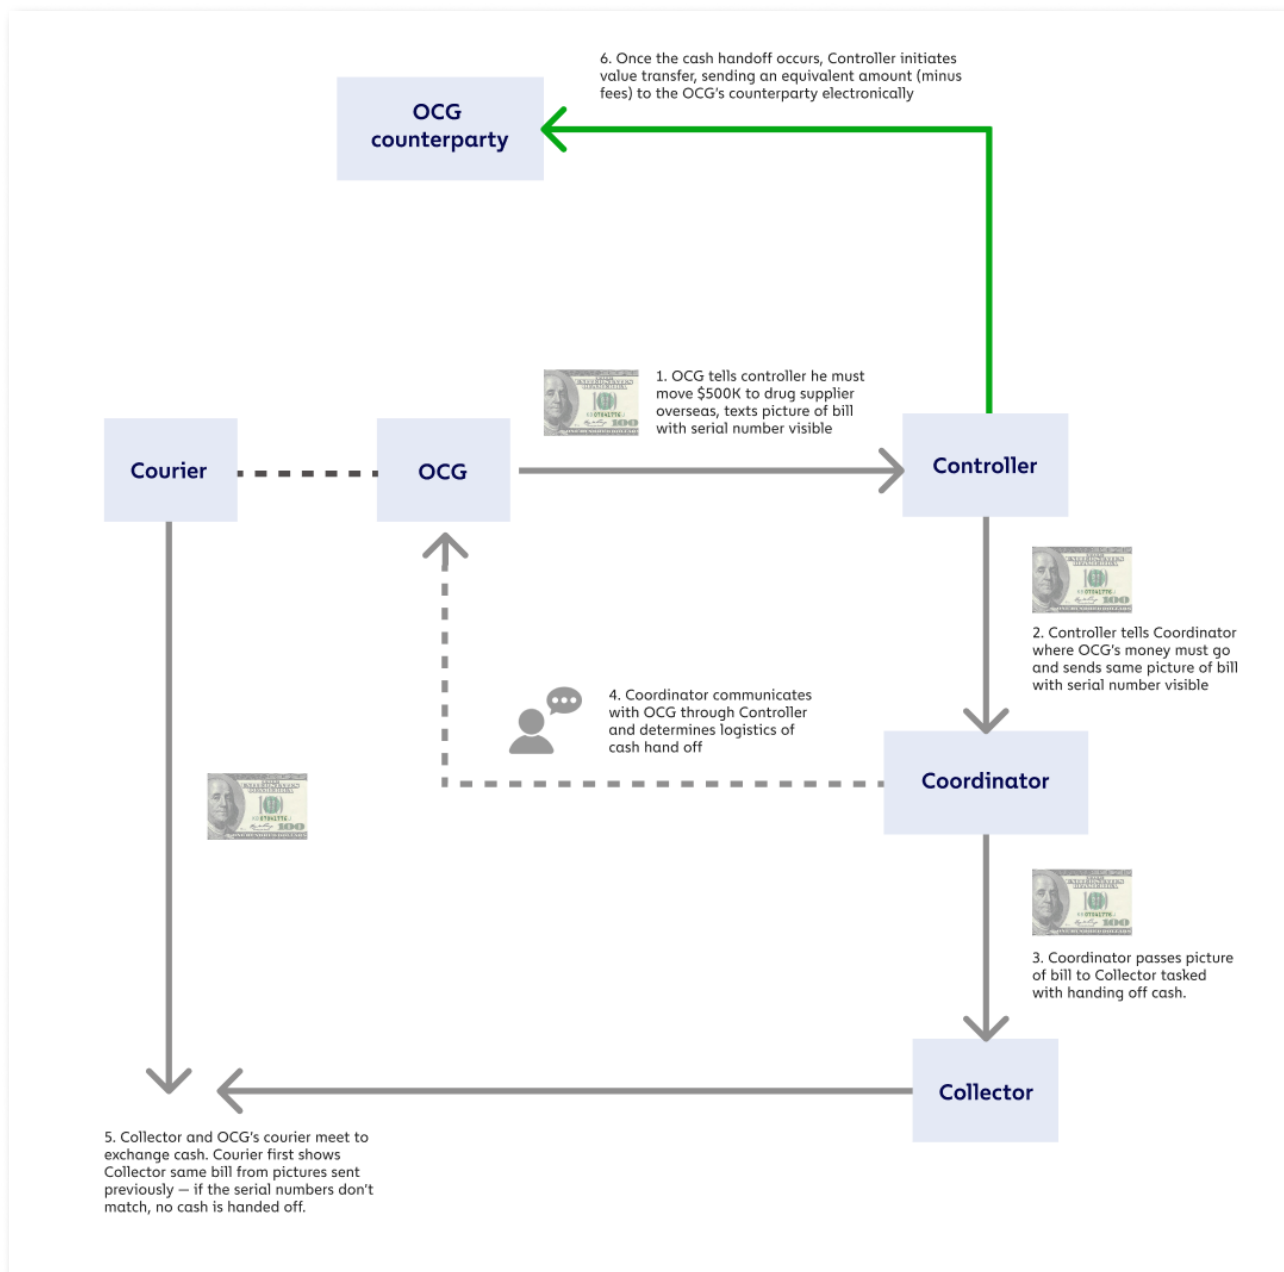 6. Once the cash handoff occurs, Controller initiates
value transfer, sending an equivalent amount (minus
fees) to the OCG's counterparty electronically
OCG
counterparty
1. OCG tells controller he must
move $500K to drug supplier
overseas, texts picture of bill
with serial number visible
Courier
OCG
Controller
2. Controller tells Coordinator
where OCG's money must go
and sends same picture of bill
with serial number visible
4. Coordinator communicates
with OCG through Controller
and determines logistics of
cash hand off
Coordinator
3. Coordinator passes picture
of bill to Collector tasked
with handing off cash.
Collector
5. Collector and OCG's courier meet to
exchange cash. Courier first shows
Collector same bill from pictures sent
previously — if the serial numbers don't
match, no cash is handed off.
100
100
100
100